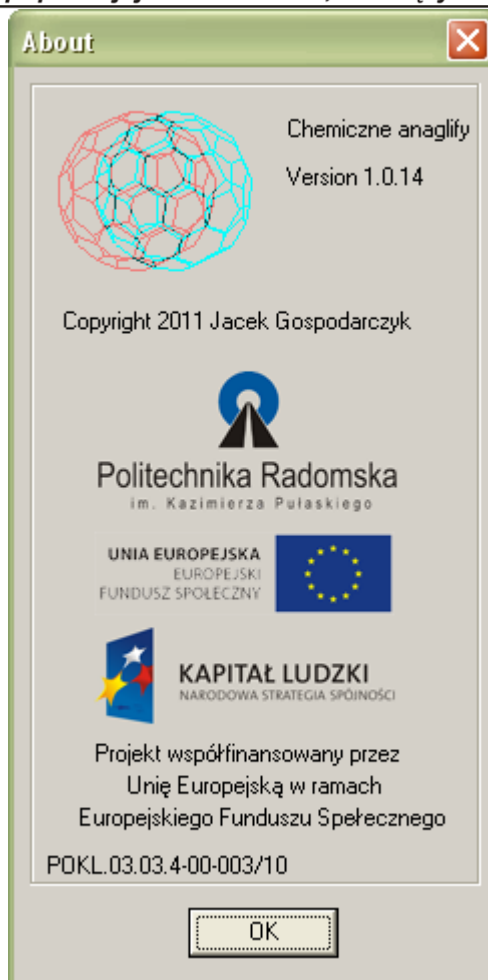 About
Chemiczne anaglify
Version 1.0.14
Copyright 2011 Jacek Gospodarczyk
Politechnika Radomska
im. Kazimierza Pułaskiego
UNIA EUROPEJSKA
EUROPEJSKI
FUNDUSZ SPOŁECZNY
KAPITAŁ LUDZKI
NARODOWA STRATEGIA SPÓJNOŚCI
Projekt współfinansowany przez
Unię Europejską w ramach
Europejskiego Funduszu Spełecznego
POKL.03.03.4-00-003/10
OK